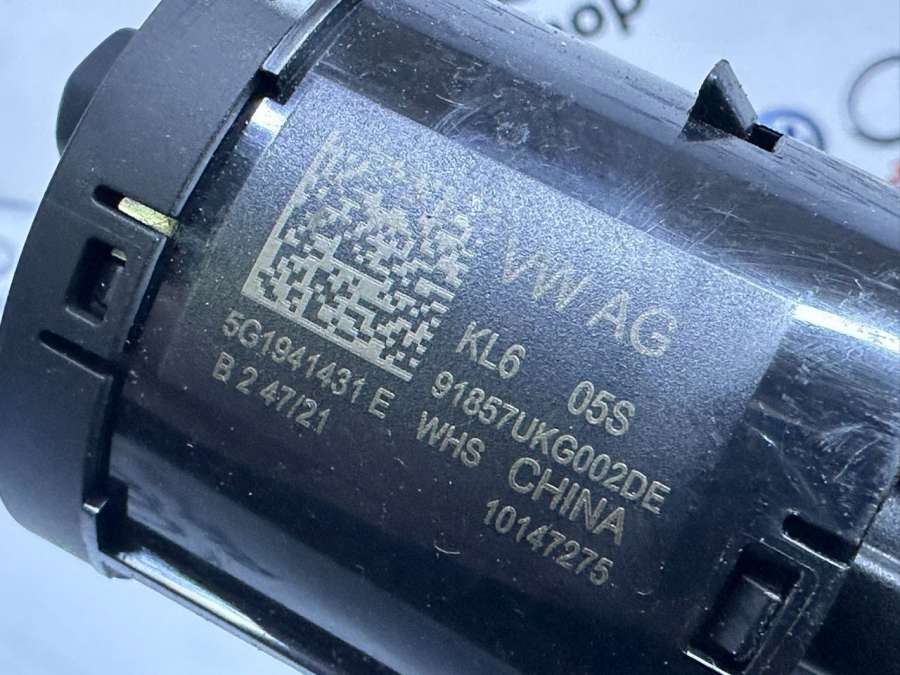 VW AG
KL6 05S
5G1941431 E 91857UKG002DE
B 2 47/21 WHS CHINA
10147275